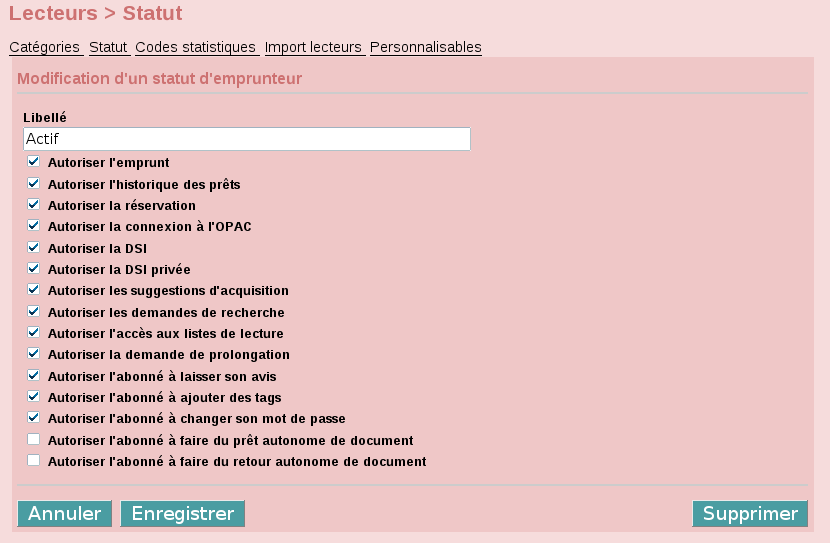 Lecteurs > Statut
Catégories Statut Codes statistiques Import lecteurs Personnalisables
Modification d'un statut d'emprunteur
Libellé
Actif
Autoriser l'emprunt
Autoriser l'historique des prêts
Autoriser la réservation
Autoriser la connexion à l'OPAC
Autoriser la DSI
Autoriser la DSI privée
Autoriser les suggestions d'acquisition
Autoriser les demandes de recherche
Autoriser l'accès aux listes de lecture
Autoriser la demande de prolongation
Autoriser l'abonné à laisser son avis
Autoriser l'abonné à ajouter des tags
Autoriser l'abonné à changer son mot de passe
Autoriser l'abonné à faire du prêt autonome de document
Autoriser l'abonné à faire du retour autonome de document
Annuler Enregistrer Supprimer